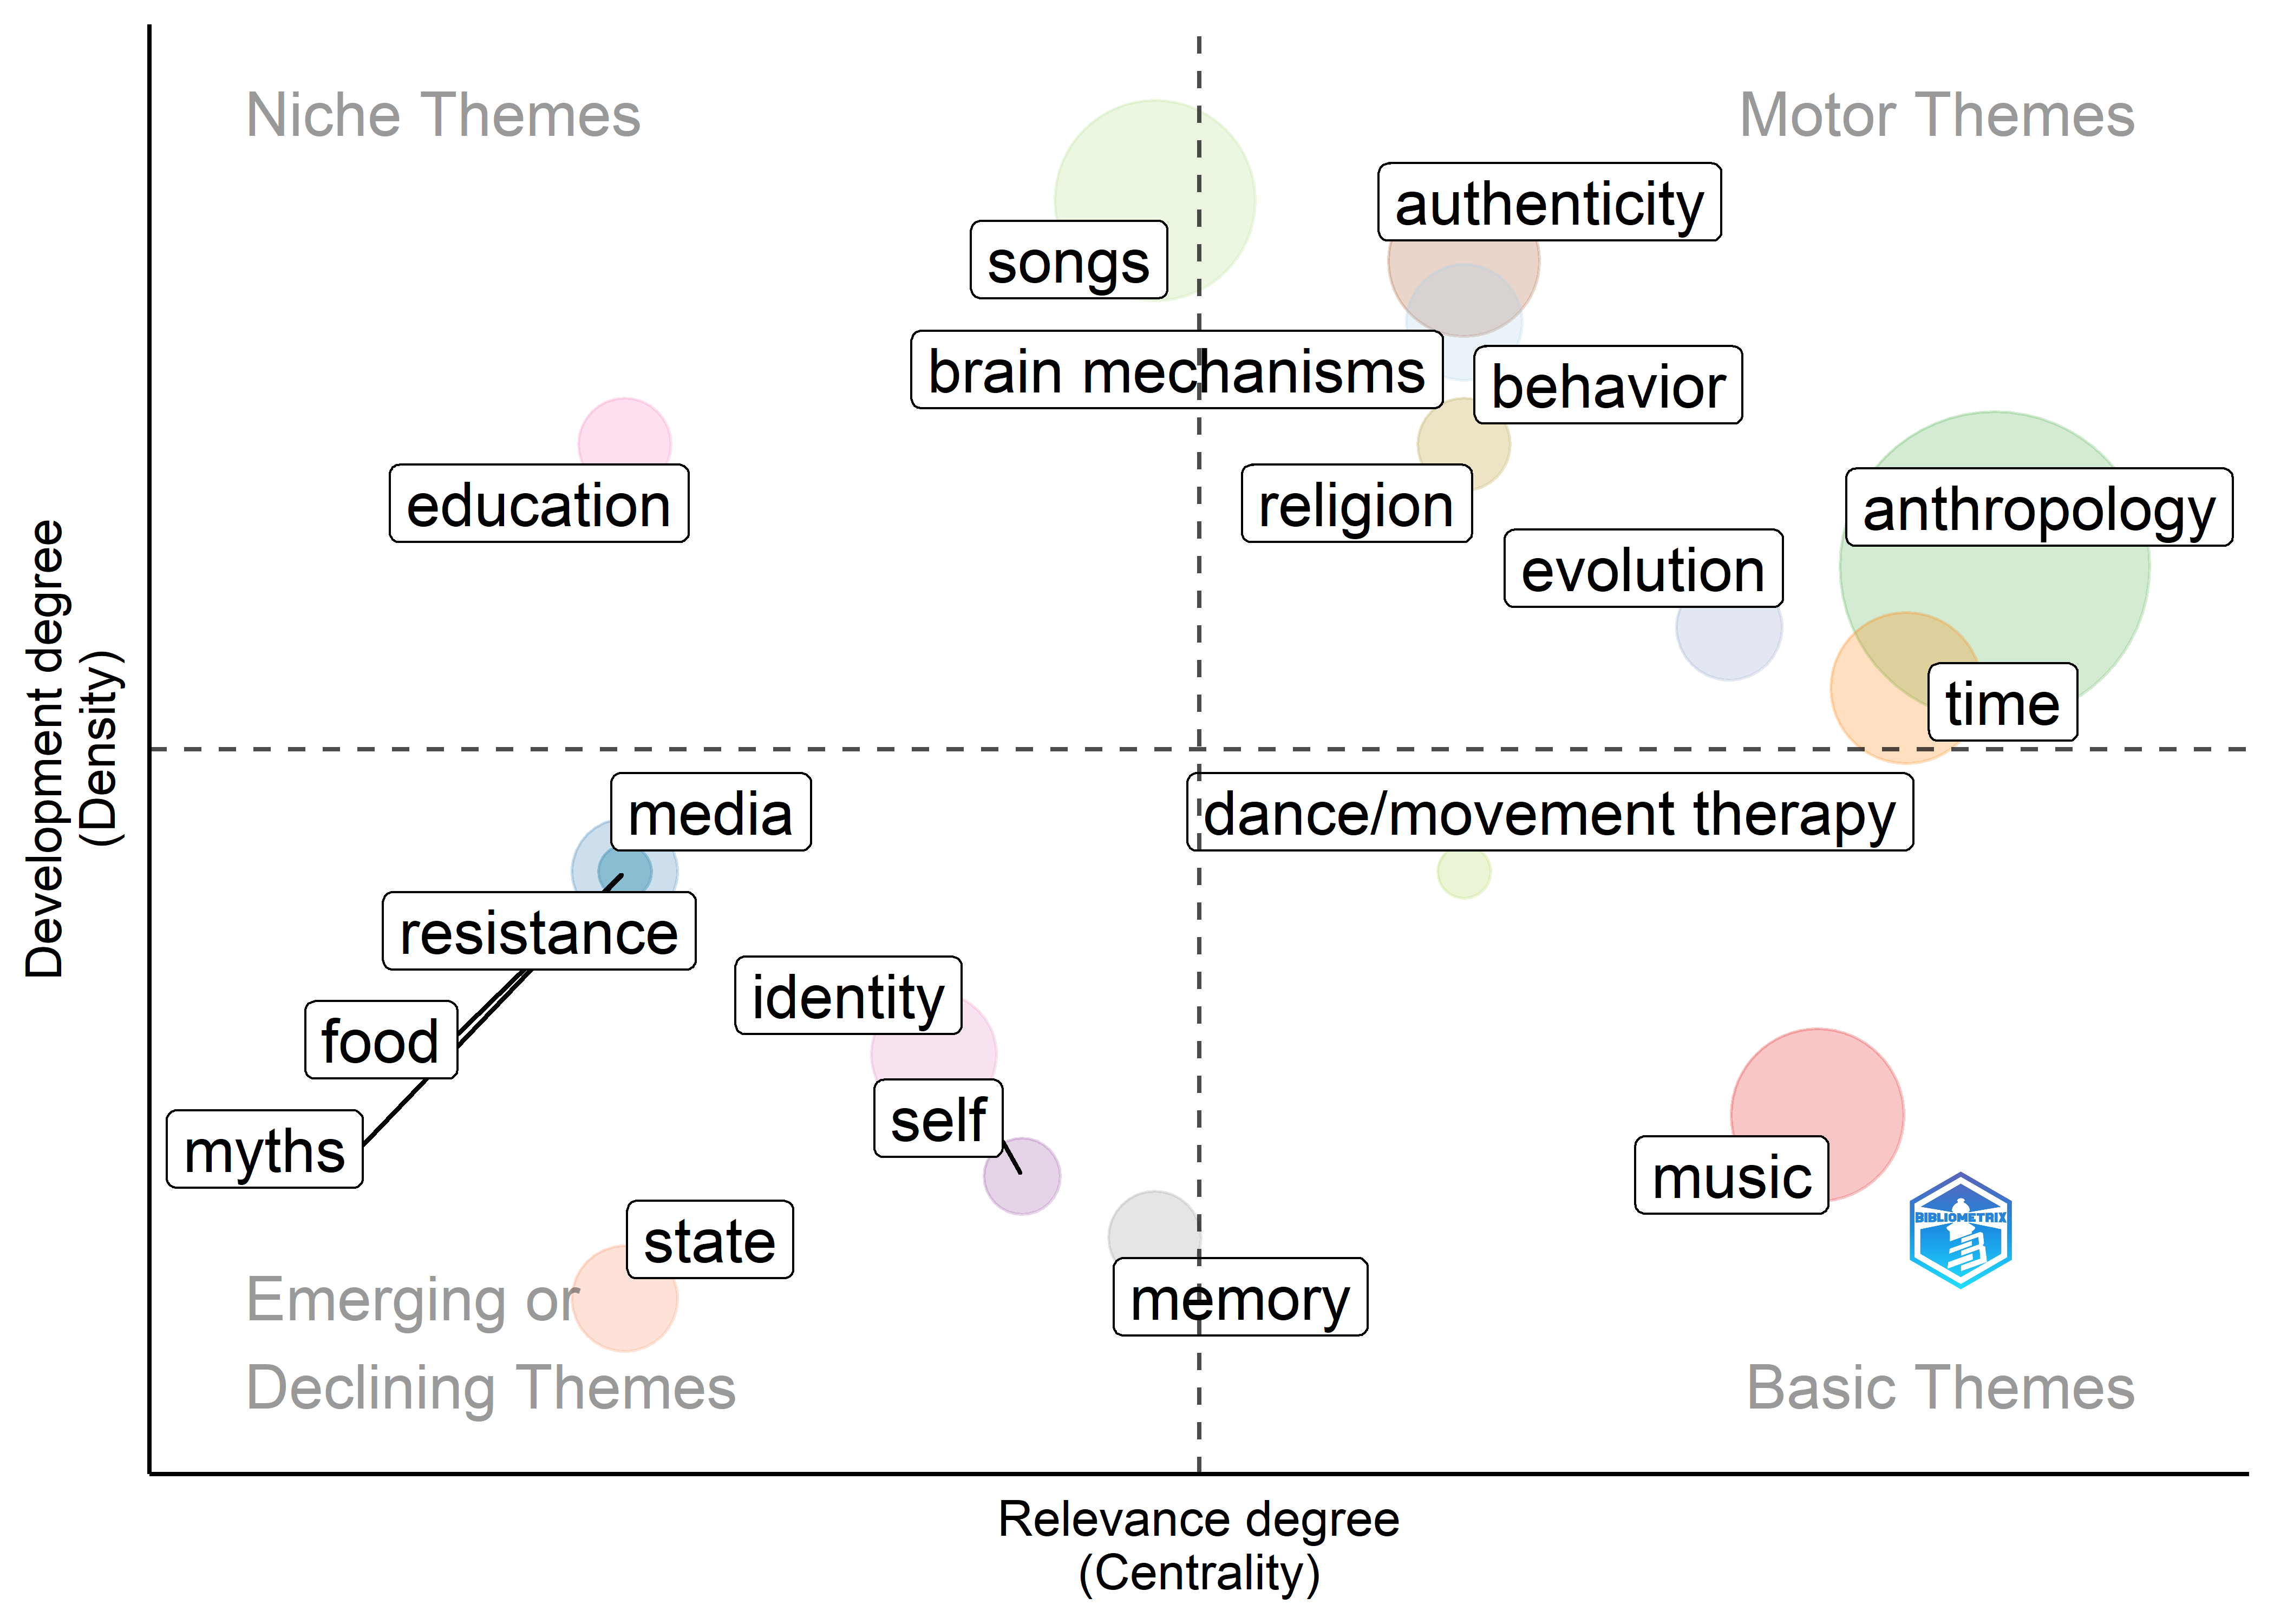 Niche Themes
Motor Themes
authenticity
songs
brain mechanisms
behavior
education
religion
anthropology
evolution
time
Development degree
(Density)
media
dance/movement therapy
resistance
identity
food
self
myths
music
state
BIBLIOMETRIX
memory
Emerging or
Declining Themes
Basic Themes
Relevance degree
(Centrality)